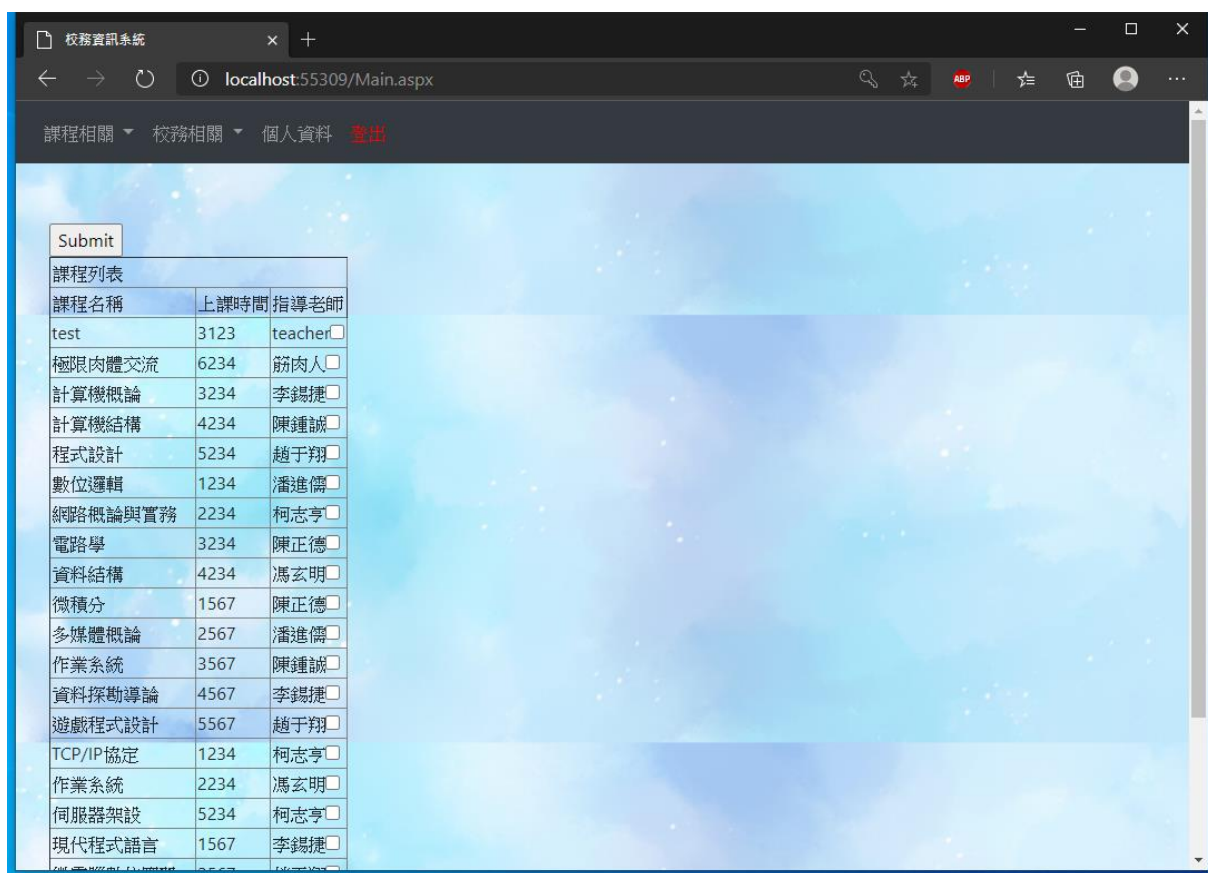 校務資訊系統
localhost:55309/Main.aspx
ABP
課程相關 校務相關 個人資料 登出
Submit
課程列表
課程名稱 上課時間 指導老師
test 3123 teacher
極限肉體交流 6234 筋肉人
計算機概論 3234 李錫捷
計算機結構 4234 陳鍾誠
程式設計 5234 趙于翔
數位邏輯 1234 潘進儒
網路概論與實務 2234 柯志亨
電路學 3234 陳正德
資料結構 4234 馮玄明
微積分 1567 陳正德
多媒體概論 2567 潘進儒
作業系統 3567 陳鍾誠
資料探勘導論 4567 李錫捷
遊戲程式設計 5567 趙于翔
TCP/IP協定 1234 柯志亨
作業系統 2234 馮玄明
伺服器架設 5234 柯志亨
現代程式語言 1567 李錫捷